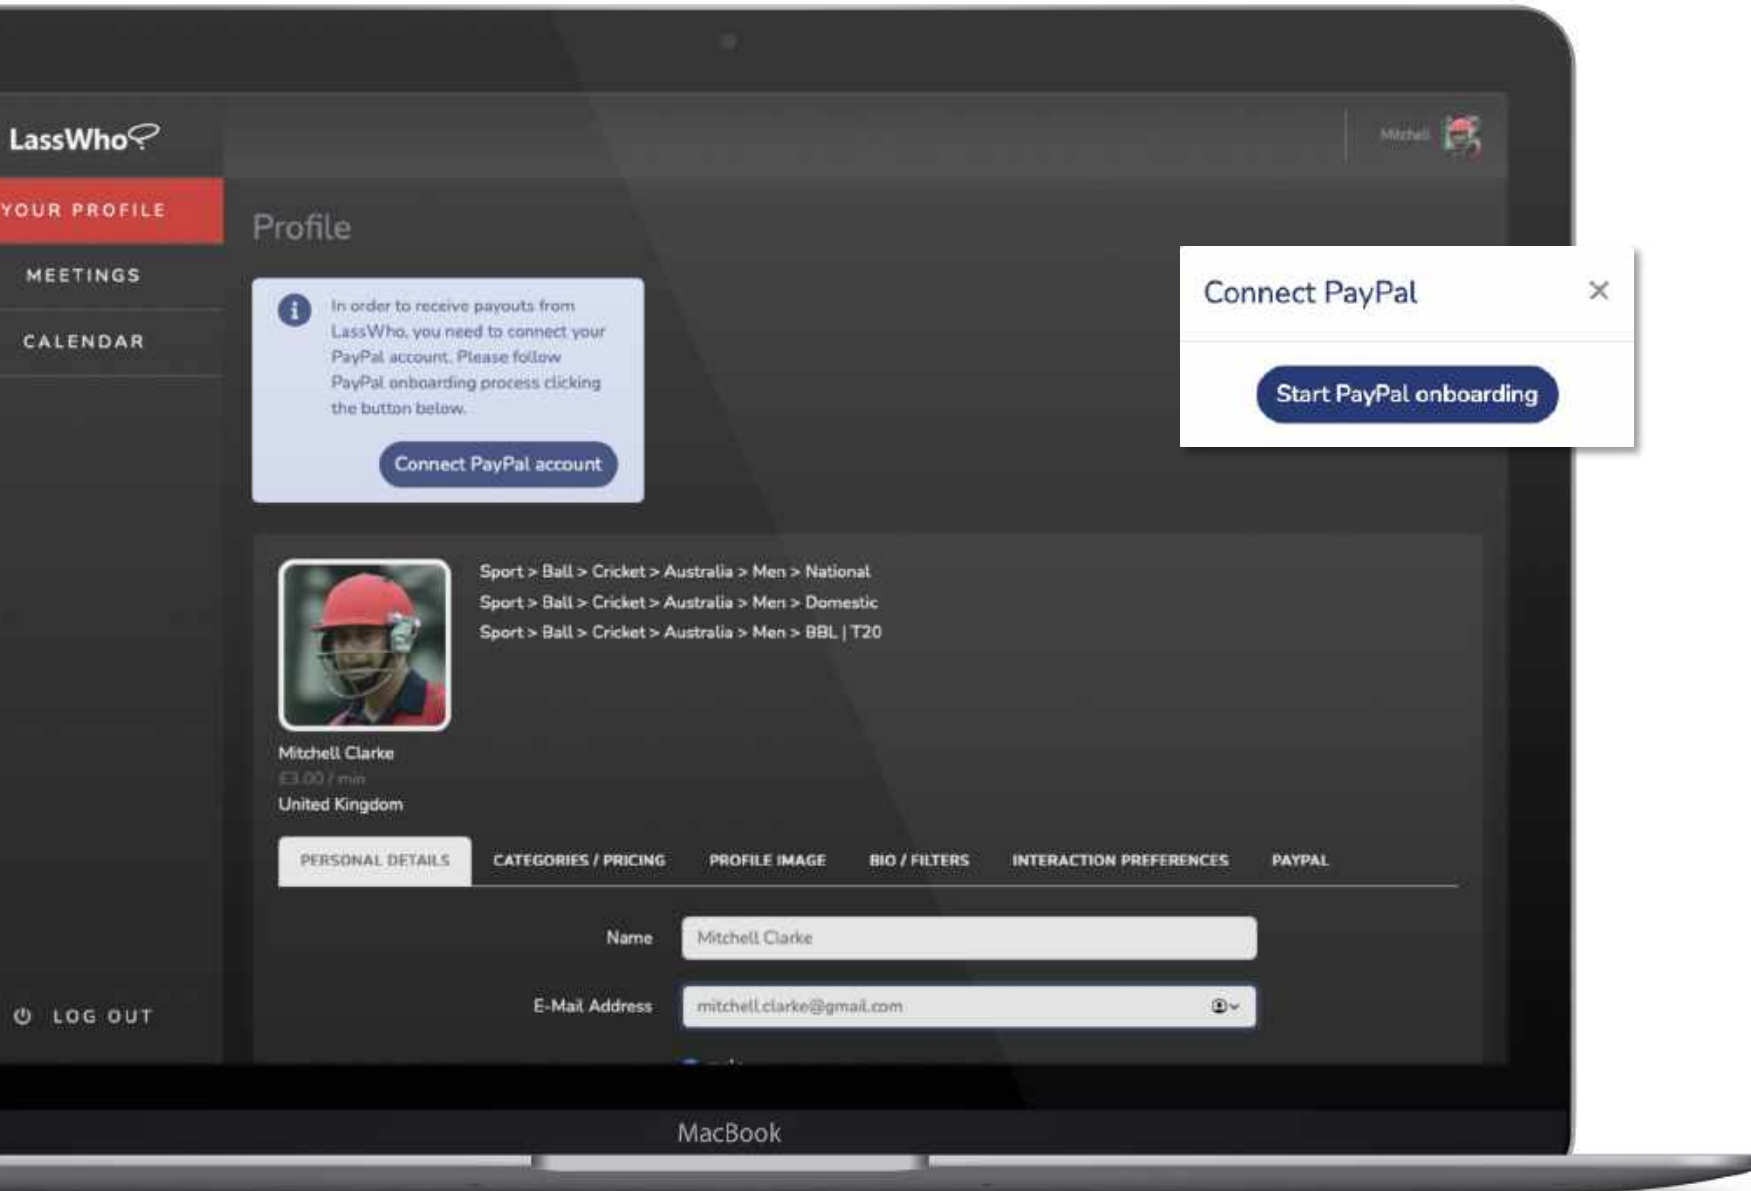 LassWho
Mitchell
YOUR PROFILE
MEETINGS
CALENDAR
LOG OUT
Profile
In order to receive payouts from
LassWho, you need to connect your
PayPal account. Please follow
PayPal onboarding process clicking
the button below.
Connect PayPal account
Connect PayPal
Start PayPal onboarding
Sport > Ball > Cricket > Australia > Men > National
Sport > Ball > Cricket > Australia > Men > Domestic
Sport > Ball > Cricket > Australia > Men > BBL | T20
Mitchell Clarke
£3.00 / min
United Kingdom
PERSONAL DETAILS CATEGORIES / PRICING PROFILE IMAGE BIO / FILTERS INTERACTION PREFERENCES PAYPAL
Name Mitchell Clarke
E-Mail Address mitchell.clarke@gmail.com
MacBook